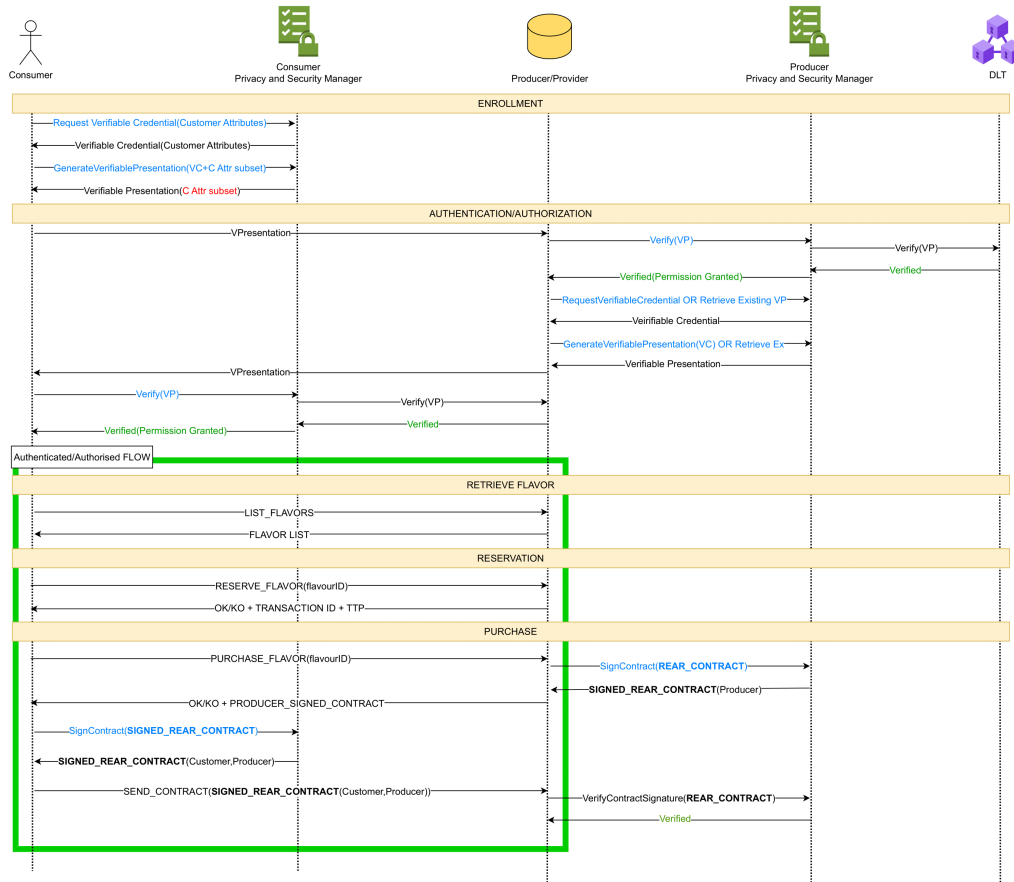 Consumer
Consumer
Privacy and Security Manager
Producer/Provider
Producer
Privacy and Security Manager
DLT
ENROLLMENT
Request Verifiable Credential(Customer Attributes)
Verifiable Credential(Customer Attributes)
GenerateVerifiablePresentation(VC+C Attr subset)
Verifiable Presentation(C Attr subset)
AUTHENTICATION/AUTHORIZATION
VPresentation
Verify(VP)
Verify(VP)
Verified
Verified(Permission Granted)
RequestVerifiableCredential OR Retrieve Existing VP
Veirifiable Credential
GenerateVerifiablePresentation(VC) OR Retrieve Ex
Verifiable Presentation
VPresentation
Verify(VP)
Verify(VP)
Verified
Verified(Permission Granted)
Authenticated/Authorised FLOW
RETRIEVE FLAVOR
LIST_FLAVORS
FLAVOR LIST
RESERVATION
RESERVE_FLAVOR(flavourID)
OK/KO + TRANSACTION ID + TTP
PURCHASE
PURCHASE_FLAVOR(flavourID)
SignContract(REAR_CONTRACT)
SIGNED_REAR_CONTRACT(Producer)
OK/KO + PRODUCER_SIGNED_CONTRACT
SignContract(SIGNED_REAR_CONTRACT)
SIGNED_REAR_CONTRACT(Customer,Producer)
SEND_CONTRACT(SIGNED_REAR_CONTRACT(Customer,Producer))
VerifyContractSignature(REAR_CONTRACT)
Verified